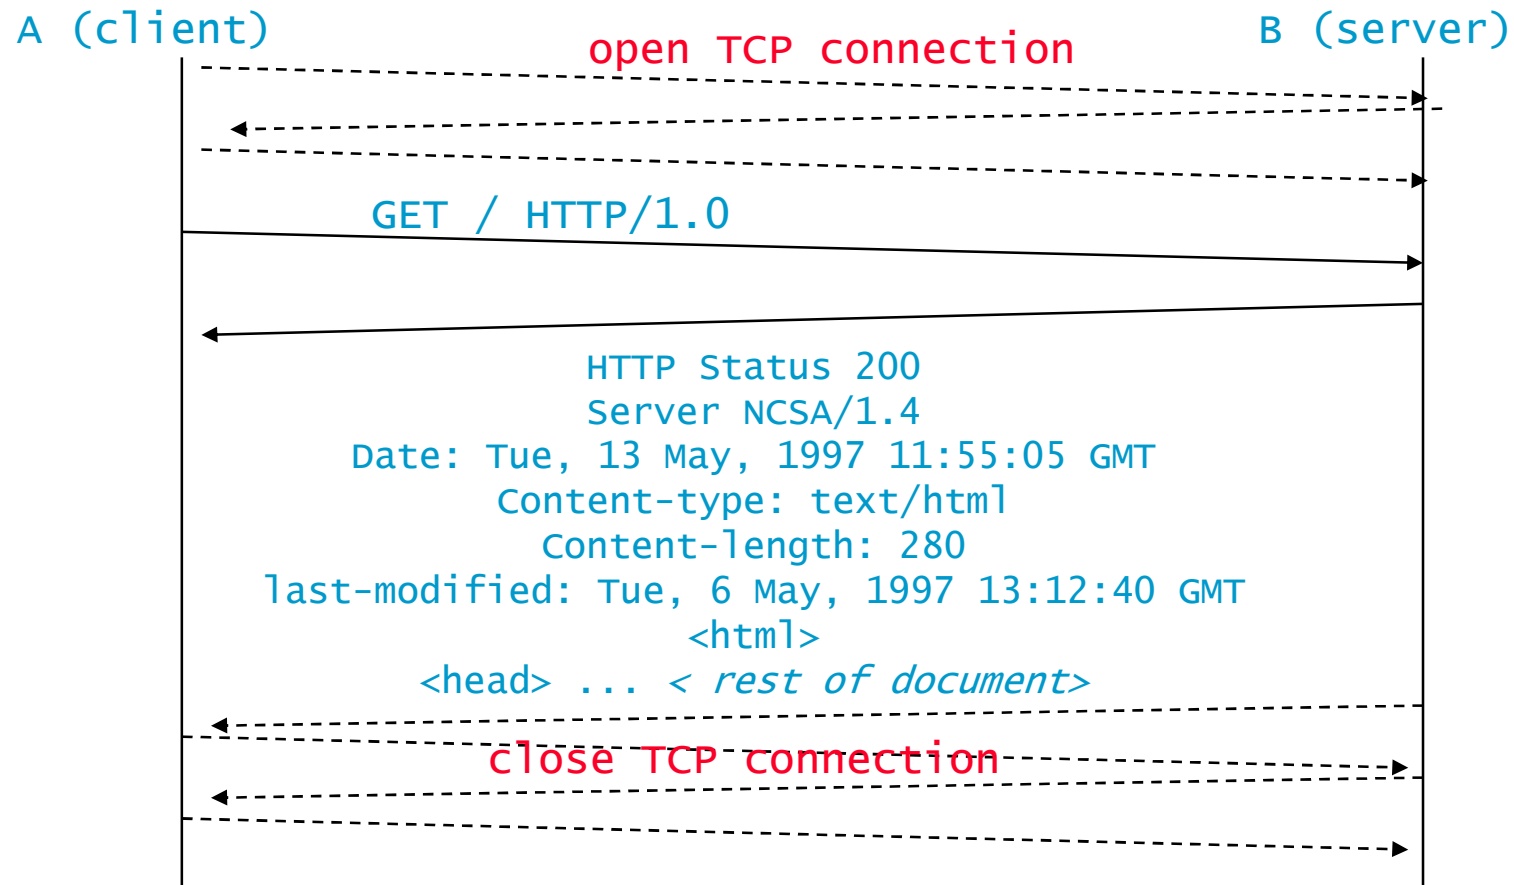 A (client)
open TCP connection
B (server)
GET / HTTP/1.0
HTTP Status 200
Server NCSA/1.4
Date: Tue, 13 May, 1997 11:55:05 GMT
Content-type: text/html
Content-length: 280
last-modified: Tue, 6 May, 1997 13:12:40 GMT
<html>
<head> ... < rest of document>
close TCP connection